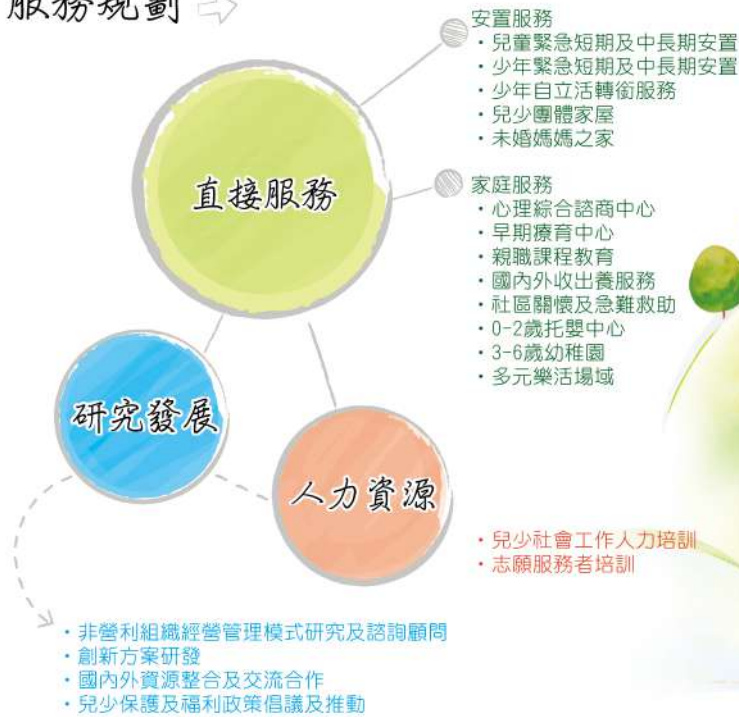 服務規劃
安置服務
・兒童緊急短期及中長期安置
・少年緊急短期及中長期安置
・少年自立活轉銜服務
・兒少團體家屋
・未婚媽媽之家
直接服務
家庭服務
・心理綜合諮商中心
・早期療育中心
・親職課程教育
・國內外收出養服務
・社區關懷及急難救助
・0-2歲托嬰中心
・3-6歲幼稚園
・多元樂活場域
研究發展
人力資源
・兒少社會工作人力培訓
・志願服務者培訓
・非營利組織經營管理模式研究及諮詢顧問
・創新方案研發
・國內外資源整合及交流合作
・兒少保護及福利政策倡議及推動